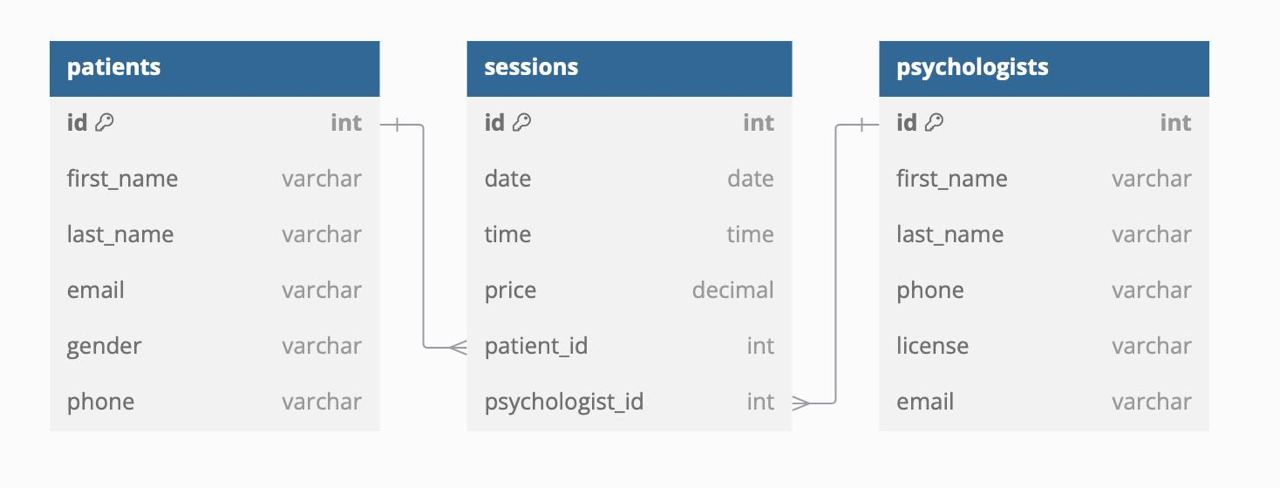 patients
id int
first_name varchar
last_name varchar
email varchar
gender varchar
phone varchar
sessions
id int
date date
time time
price decimal
patient_id int
psychologist_id int
psychologists
id int
first_name varchar
last_name varchar
phone varchar
license varchar
email varchar